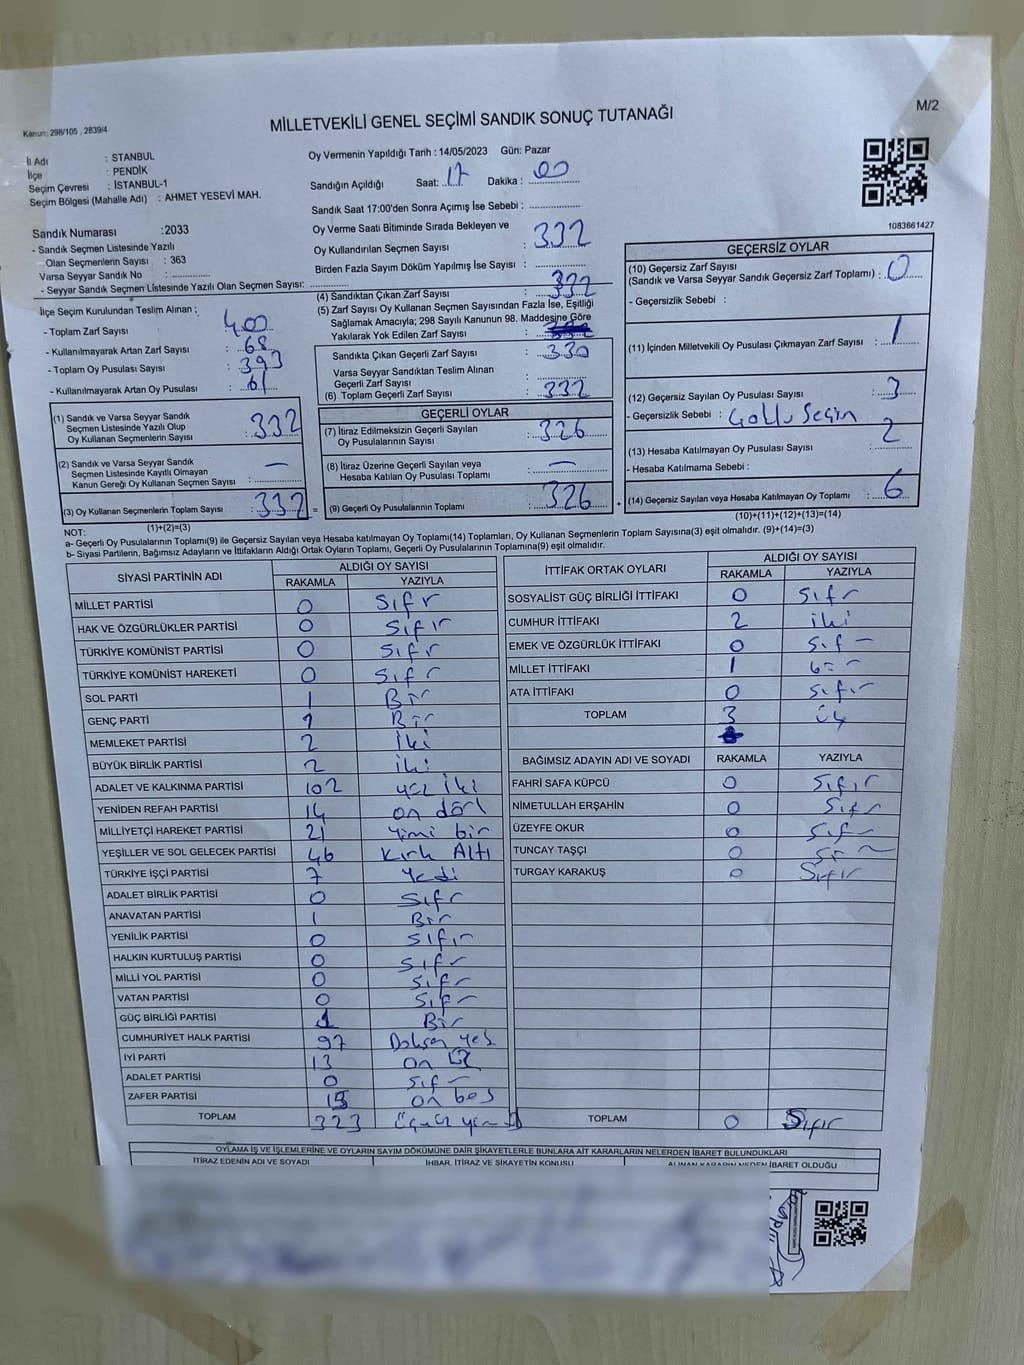 Kanun: 298/105 , 2839/4
MİLLETVEKİLİ GENEL SEÇİMİ SANDIK SONUÇ TUTANAĞI
M/2
İl Adı : STANBUL
İlçe : PENDİK
Seçim Çevresi : İSTANBUL-1
Seçim Bölgesi (Mahalle Adı) : AHMET YESEVİ MAH.
Sandık Numarası :2033
- Sandık Seçmen Listesinde Yazılı
Olan Seçmenlerin Sayısı : 363
Varsa Seyyar Sandık No :
- Seyyar Sandık Seçmen Listesinde Yazılı Olan Seçmen Sayısı:
Oy Vermenin Yapıldığı Tarih : 14/05/2023 Gün: Pazar
Sandığın Açıldığı Saat: 17 Dakika : 00
Sandık Saat 17:00'den Sonra Açılmış İse Sebebi :
Oy Verme Saati Bitiminde Sırada Bekleyen ve
Oy Kullandırılan Seçmen Sayısı : 332
Birden Fazla Sayım Döküm Yapılmış İse Sayısı :
1083661427
İlçe Seçim Kurulundan Teslim Alınan :
- Toplam Zarf Sayısı : 400
- Kullanılmayarak Artan Zarf Sayısı : 68
- Toplam Oy Pusulası Sayısı : 393
- Kullanılmayarak Artan Oy Pusulası : 61
(1) Sandık ve Varsa Seyyar Sandık
Seçmen Listesinde Yazılı Olup
Oy Kullanan Seçmenlerin Sayısı : 332
(2) Sandık ve Varsa Seyyar Sandık
Seçmen Listesinde Kayıtlı Olmayan
Kanun Gereği Oy Kullanan Seçmen Sayısı : —
(3) Oy Kullanan Seçmenlerin Toplam Sayısı : 332
(1)+(2)=(3)
(4) Sandıktan Çıkan Zarf Sayısı : 332
(5) Zarf Sayısı Oy Kullanan Seçmen Sayısından Fazla İse, Eşitliği
Sağlamak Amacıyla; 298 Sayılı Kanunun 98. Maddesine Göre
Yakılarak Yok Edilen Zarf Sayısı :
Sandıkta Çıkan Geçerli Zarf Sayısı : 330
Varsa Seyyar Sandıktan Teslim Alınan
Geçerli Zarf Sayısı :
(6) Toplam Geçerli Zarf Sayısı : 332
GEÇERLİ OYLAR
(7) İtiraz Edilmeksizin Geçerli Sayılan
Oy Pusulalarının Sayısı : 326
(8) İtiraz Üzerine Geçerli Sayılan veya
Hesaba Katılan Oy Pusulası Toplamı : —
= (9) Geçerli Oy Pusulalarının Toplamı : 326
GEÇERSİZ OYLAR
(10) Geçersiz Zarf Sayısı
(Sandık ve Varsa Seyyar Sandık Geçersiz Zarf Toplamı) : 0
- Geçersizlik Sebebi :
(11) İçinden Milletvekili Oy Pusulası Çıkmayan Zarf Sayısı : 1
(12) Geçersiz Sayılan Oy Pusulası Sayısı : 3
- Geçersizlik Sebebi :
(13) Hesaba Katılmayan Oy Pusulası Sayısı : 2
- Hesaba Katılmama Sebebi :
+ (14) Geçersiz Sayılan veya Hesaba Katılmayan Oy Toplamı : 6
(10)+(11)+(12)+(13)=(14)
NOT:
a- Geçerli Oy Pusulalarının Toplamı(9) ile Geçersiz Sayılan veya Hesaba katılmayan Oy Toplamı(14) Toplamları, Oy Kullanan Seçmenlerin Toplam Sayısına(3) eşit olmalıdır. (9)+(14)=(3)
b- Siyasi Partilerin, Bağımsız Adayların ve İttifakların Aldığı Ortak Oyların Toplamı, Geçerli Oy Pusulalarının Toplamına(9) eşit olmalıdır.
SİYASİ PARTİNİN ADI ALDIĞI OY SAYISI
RAKAMLA YAZIYLA
MİLLET PARTİSİ 0 Sıfr
HAK VE ÖZGÜRLÜKLER PARTİSİ 0 Sıfır
TÜRKİYE KOMÜNİST PARTİSİ 0 Sıfr
TÜRKİYE KOMÜNİST HAREKETİ 0 Sıfr
SOL PARTİ 1 Bir
GENÇ PARTİ 1 Bir
MEMLEKET PARTİSİ 2 İki
BÜYÜK BİRLİK PARTİSİ 2 İki
ADALET VE KALKINMA PARTİSİ 102 yüz İki
YENİDEN REFAH PARTİSİ 14 on dört
MİLLİYETÇİ HAREKET PARTİSİ 21 yimi bir
YEŞİLLER VE SOL GELECEK PARTİSİ 46 Kırk Altı
TÜRKİYE İŞÇİ PARTİSİ 7 Yedi
ADALET BİRLİK PARTİSİ 0 Sıfr
ANAVATAN PARTİSİ 1 Bir
YENİLİK PARTİSİ 0 Sıfır
HALKIN KURTULUŞ PARTİSİ 0 Sıfr
MİLLİ YOL PARTİSİ 0 Sıfr
VATAN PARTİSİ 0 Sıfr
GÜÇ BİRLİĞİ PARTİSİ 1 Bir
CUMHURİYET HALK PARTİSİ 97
İYİ PARTİ 13 on
ADALET PARTİSİ 0 Sıfr
ZAFER PARTİSİ 15 on beş
TOPLAM 323
İTTİFAK ORTAK OYLARI ALDIĞI OY SAYISI
RAKAMLA YAZIYLA
SOSYALİST GÜÇ BİRLİĞİ İTTİFAKI 0 Sıfr
CUMHUR İTTİFAKI 2 iki
EMEK VE ÖZGÜRLÜK İTTİFAKI 0 Sıf
MİLLET İTTİFAKI 1 bir
ATA İTTİFAKI 0 Sıfır
TOPLAM 3 üç
BAĞIMSIZ ADAYIN ADI VE SOYADI RAKAMLA YAZIYLA
FAHRİ SAFA KÜPCÜ 0 Sıfır
NİMETULLAH ERŞAHİN 0 Sıfr
ÜZEYFE OKUR 0 Sıfr
TUNCAY TAŞÇI 0
TURGAY KARAKUŞ 0 Sıfır
TOPLAM 0 Sıfır
OYLAMA İŞ VE İŞLEMLERİNE VE OYLARIN SAYIM DÖKÜMÜNE DAİR ŞİKAYETLERLE BUNLARA AİT KARARLARIN NELERDEN İBARET BULUNDUKLARI
İTİRAZ EDENİN ADI VE SOYADI İHBAR, İTİRAZ VE ŞİKAYETİN KONUSU ALINAN KARARIN NEDEN İBARET OLDUĞU